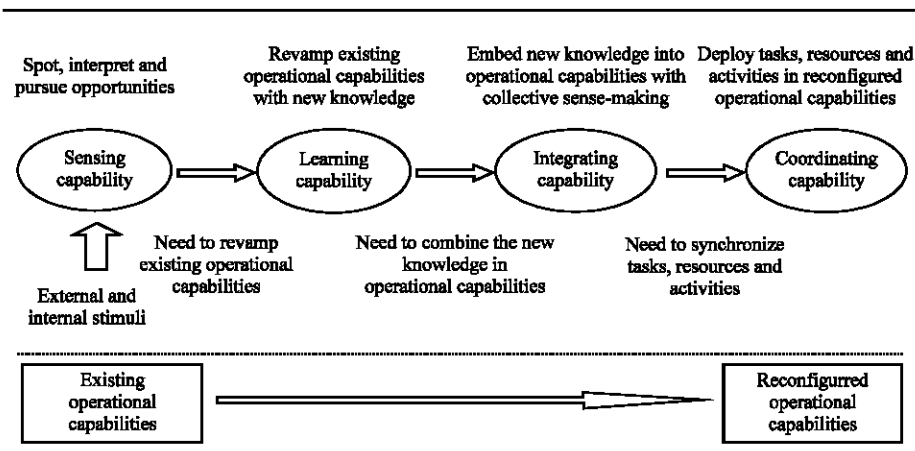 Spot, interpret and
pursue opportunities
Revamp existing
operational capabilities
with new knowledge
Embed new knowledge into
operational capabilities with
collective sense-making
Deploy tasks, resources and
activities in reconfigured
operational capabilities
Sensing
capability
Learning
capability
Integrating
capability
Coordinating
capability
Need to revamp
existing operational
capabilities
Need to combine the new
knowledge in
operational capabilities
Need to synchronize
tasks, resources and
activities
External and
internal stimuli
Existing
operational
capabilities
Reconfigurred
operational
capabilities